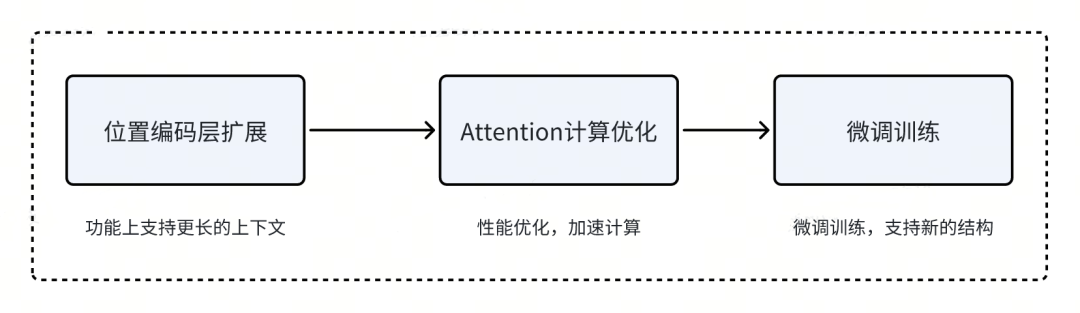 位置编码层扩展
Attention计算优化
微调训练
功能上支持更长的上下文
性能优化，加速计算
微调训练，支持新的结构